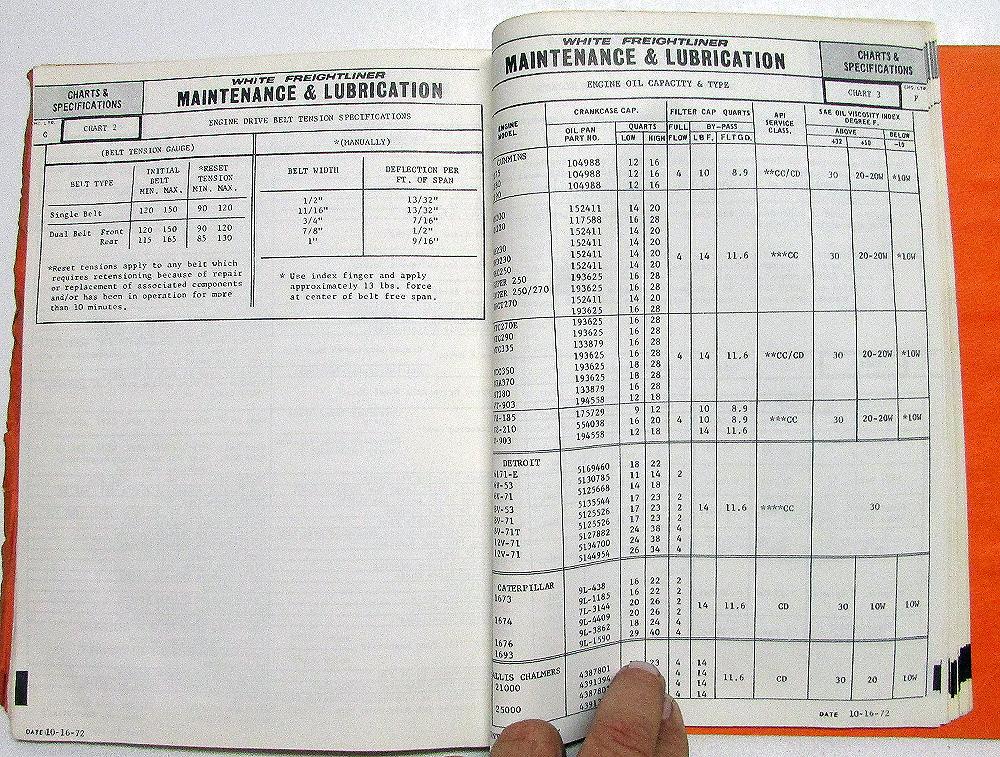 WHITE FREIGHTLINER
MAINTENANCE & LUBRICATION
CHARTS &
SPECIFICATIONS
G
CHART 2
ENGINE DRIVE BELT TENSION SPECIFICATIONS
(BELT TENSION GAUGE)
BELT TYPE INITIAL BELT MIN. MAX. *RESET TENSION MIN. MAX.
Single Belt 120 150 90 120
Dual Belt Front 120 150 90 120
Rear 115 165 85 130
*Reset tensions apply to any belt which
requires retensioning because of repair
or replacement of associated components
and/or has been in operation for more
than 10 minutes.
*(MANUALLY)
BELT WIDTH DEFLECTION PER FT. OF SPAN
1/2" 13/32"
11/16" 13/32"
3/4" 7/16"
7/8" 1/2"
1" 9/16"
* Use index finger and apply
approximately 13 lbs. force
at center of belt free span.
DATE 10-16-72
WHITE FREIGHTLINER
MAINTENANCE & LUBRICATION
CHARTS &
SPECIFICATIONS
CHART 3
F
ENGINE OIL CAPACITY & TYPE
ENGINE MODEL
CRANKCASE CAP.
OIL PAN PART NO.
QUARTS
LOW HIGH
FILTER CAP QUARTS
FULL FLOW
BY-PASS
LBF. FLTGD.
API SERVICE CLASS.
SAE OIL VISCOSITY INDEX
DEGREE F.
ABOVE BELOW
+32 +10 -10
CUMMINS
104988 12 16
104988 12 16 4 10 8.9 **CC/CD 30 20-20W *10W
104988 12 16
152411 14 20
117588 16 28
152411 14 20
152411 14 20
152411 14 20 4 14 11.6 ***CC 30 20-20W *10W
152411 14 20
193625 16 28
193625 16 28
152411 14 20
193625 16 28
193625 16 28
193625 16 28
133879 16 28
193625 16 28 4 14 11.6 **CC/CD 30 20-20W *10W
193625 18 28
193625 18 28
133879 16 28
194558 12 18
175729 9 12 10 8.9
554038 16 20 4 10 8.9 ***CC 30 20-20W *10W
194558 12 18 14 11.6
DETROIT
5169460 18 22
5130785 11 14 2
5125668 14 18
5135544 17 23 2
5125526 17 23 2 14 11.6 ****CC 30
5125526 17 23 2
5127882 24 38 4
12V-71 5134700 24 38 4
12V-71 5144954 26 34 4
CATERPILLAR
1673 9L-438 16 22 2
9L-1185 16 22 2
7L-3144 20 26 2
1674 9L-4409 20 26 2 14 11.6 CD 30 10W 10W
9L-3862 18 24 4
1676 9L-1590 29 40 4
1693
ALLIS CHALMERS
21000 4387801 23 4 14
4391394 4 14 11.6 CD 30 20 10W
4 14
25000 4 14
DATE 10-16-72